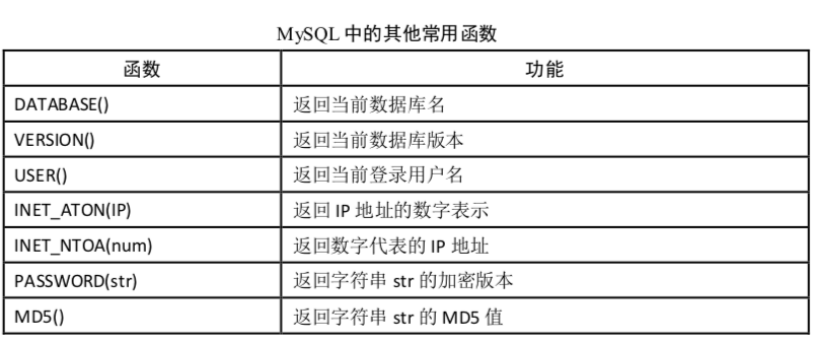 MySQL 中的其他常用函数
函数 功能
DATABASE() 返回当前数据库名
VERSION() 返回当前数据库版本
USER() 返回当前登录用户名
INET_ATON(IP) 返回 IP 地址的数字表示
INET_NTOA(num) 返回数字代表的 IP 地址
PASSWORD(str) 返回字符串 str 的加密版本
MD5() 返回字符串 str 的 MD5 值